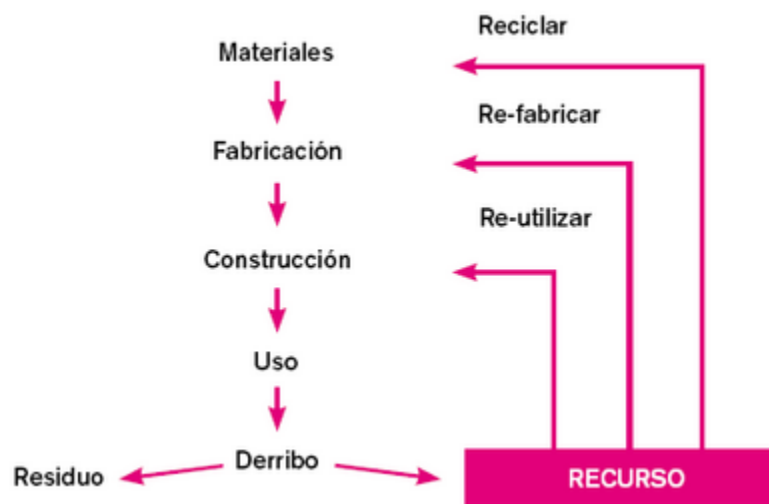 Reciclar
Materiales
Re-fabricar
Fabricación
Re-utilizar
Construcción
Uso
Derribo
Residuo
RECURSO